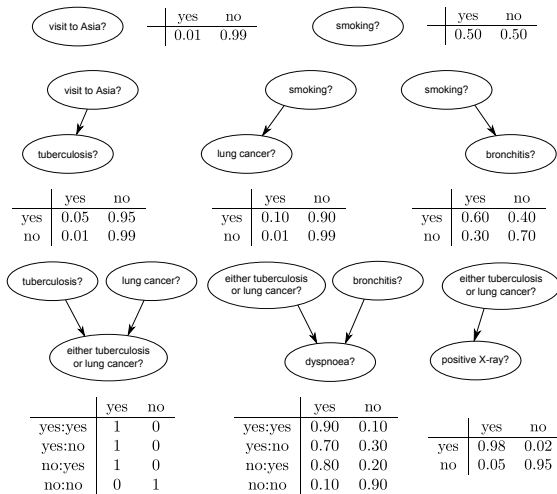 visit to Asia?
yes no
0.01 0.99
smoking?
yes no
0.50 0.50
visit to Asia?
tuberculosis?
yes no
yes 0.05 0.95
no 0.01 0.99
smoking?
lung cancer?
yes no
yes 0.10 0.90
no 0.01 0.99
smoking?
bronchitis?
yes no
yes 0.60 0.40
no 0.30 0.70
tuberculosis?
lung cancer?
either tuberculosis
or lung cancer?
yes no
yes:yes 1 0
yes:no 1 0
no:yes 1 0
no:no 0 1
either tuberculosis
or lung cancer?
bronchitis?
dyspnoea?
yes no
yes:yes 0.90 0.10
yes:no 0.70 0.30
no:yes 0.80 0.20
no:no 0.10 0.90
either tuberculosis
or lung cancer?
positive X-ray?
yes no
yes 0.98 0.02
no 0.05 0.95